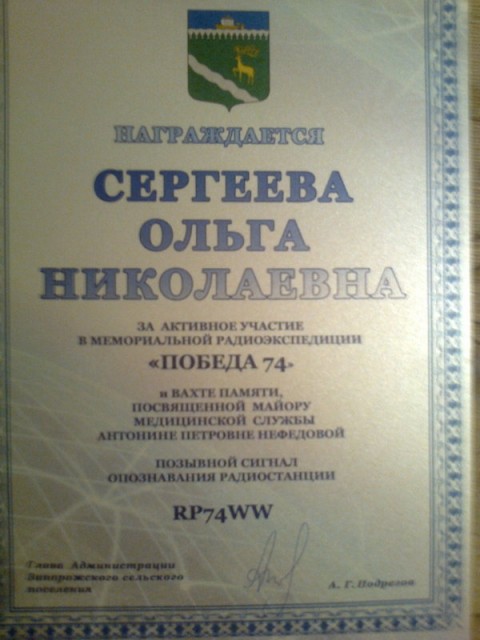 НАГРАЖДАЕТСЯ
СЕРГЕЕВА
ОЛЬГА
НИКОЛАЕВНА
ЗА АКТИВНОЕ УЧАСТИЕ
В МЕМОРИАЛЬНОЙ РАДИОЭКСПЕДИЦИИ
«ПОБЕДА 74»
и ВАХТЕ ПАМЯТИ,
ПОСВЯЩЕННОЙ МАЙОРУ
МЕДИЦИНСКОЙ СЛУЖБЫ
АНТОНИНЕ ПЕТРОВНЕ НЕФЕДОВОЙ
ПОЗЫВНОЙ СИГНАЛ
ОПОЗНАВАНИЯ РАДИОСТАНЦИИ
RP74WW
Глава Администрации
Запорожского сельского
поселения
А. Г.